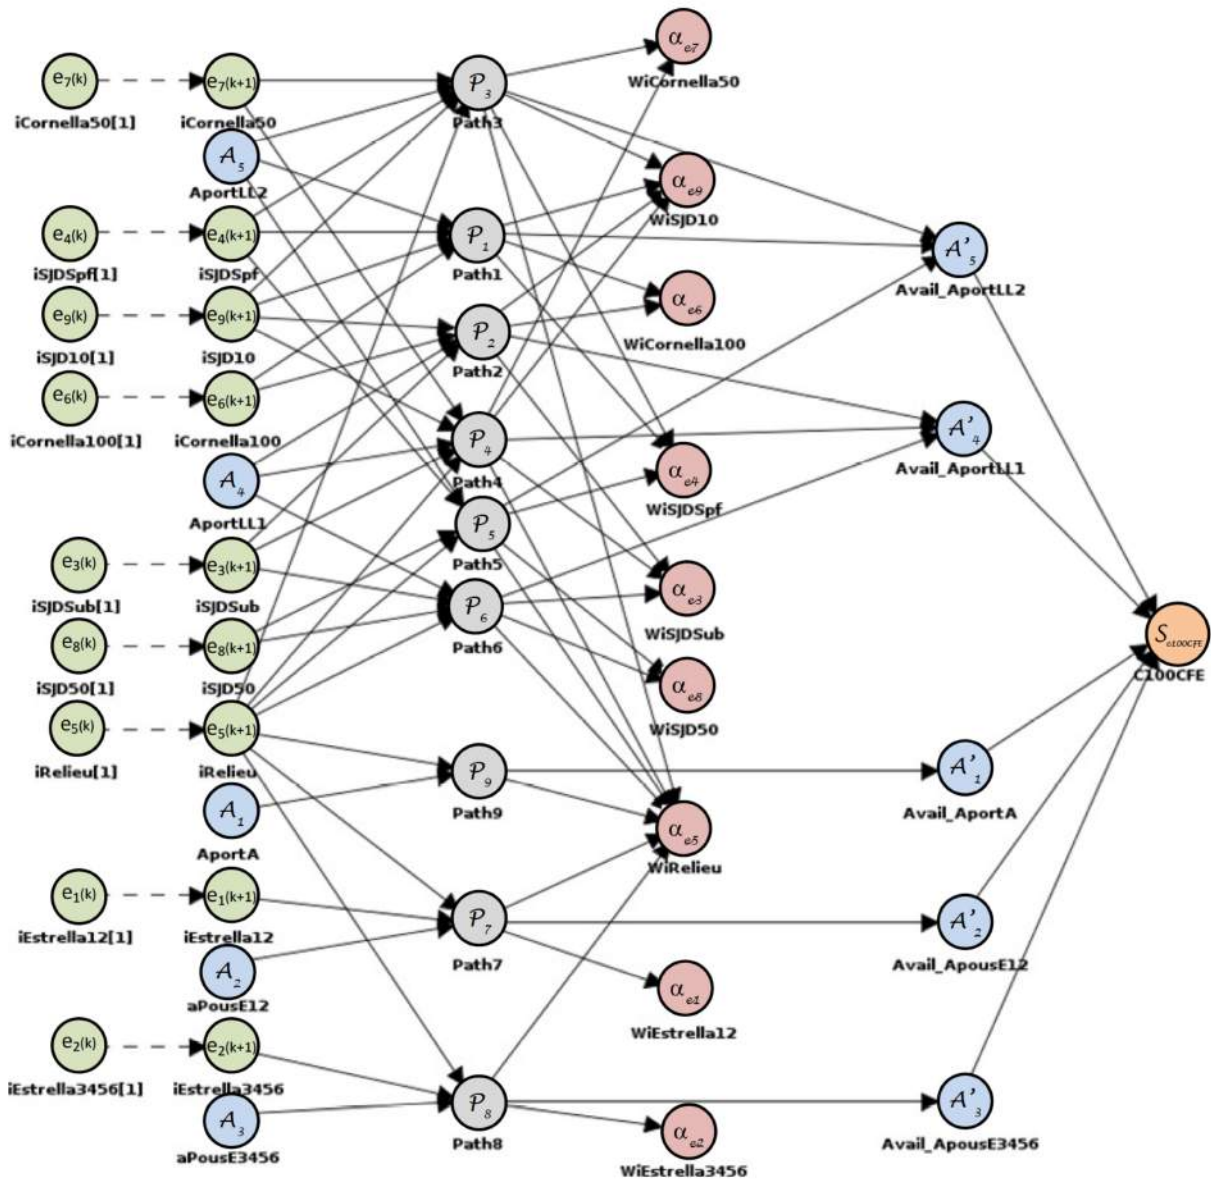 α e7
WiCornella50
e7(k)
e7(k+1)
P3
iCornella50[1]
iCornella50
Path3
A5
AportLL2
αe9
WiSJD10
e4(k)
e4(k+1)
P1
iSJDSpf[1]
iSJDSpf
Path1
A'5
Avail_AportLL2
e9(k)
e9(k+1)
P2
iSJD10[1]
iSJD10
Path2
αe6
WiCornella100
e6(k)
e6(k+1)
iCornella100[1]
iCornella100
P4
Path4
A'4
Avail_AportLL1
A4
AportLL1
αe4
WiSJDSpf
P5
Path5
e3(k)
e3(k+1)
iSJDSub[1]
iSJDSub
αe3
WiSJDSub
P6
Path6
Se100CFE
C100CFE
e8(k)
e8(k+1)
iSJD50[1]
iSJD50
αe8
WiSJD50
e5(k)
e5(k+1)
iRelieu[1]
iRelieu
P9
Path9
A'1
Avail_AportA
A1
AportA
αe5
WiRelieu
e1(k)
e1(k+1)
iEstrella12[1]
iEstrella12
P7
Path7
A'2
Avail_ApousE12
A2
aPousE12
αe1
WiEstrella12
e2(k)
e2(k+1)
iEstrella3456[1]
iEstrella3456
P8
Path8
A'3
Avail_ApousE3456
A3
aPousE3456
αe2
WiEstrella3456